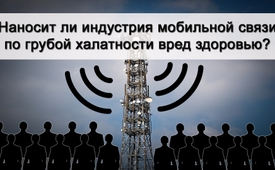 Наносит ли индустрия мобильной связи
по грубой халатности вред здоровью?